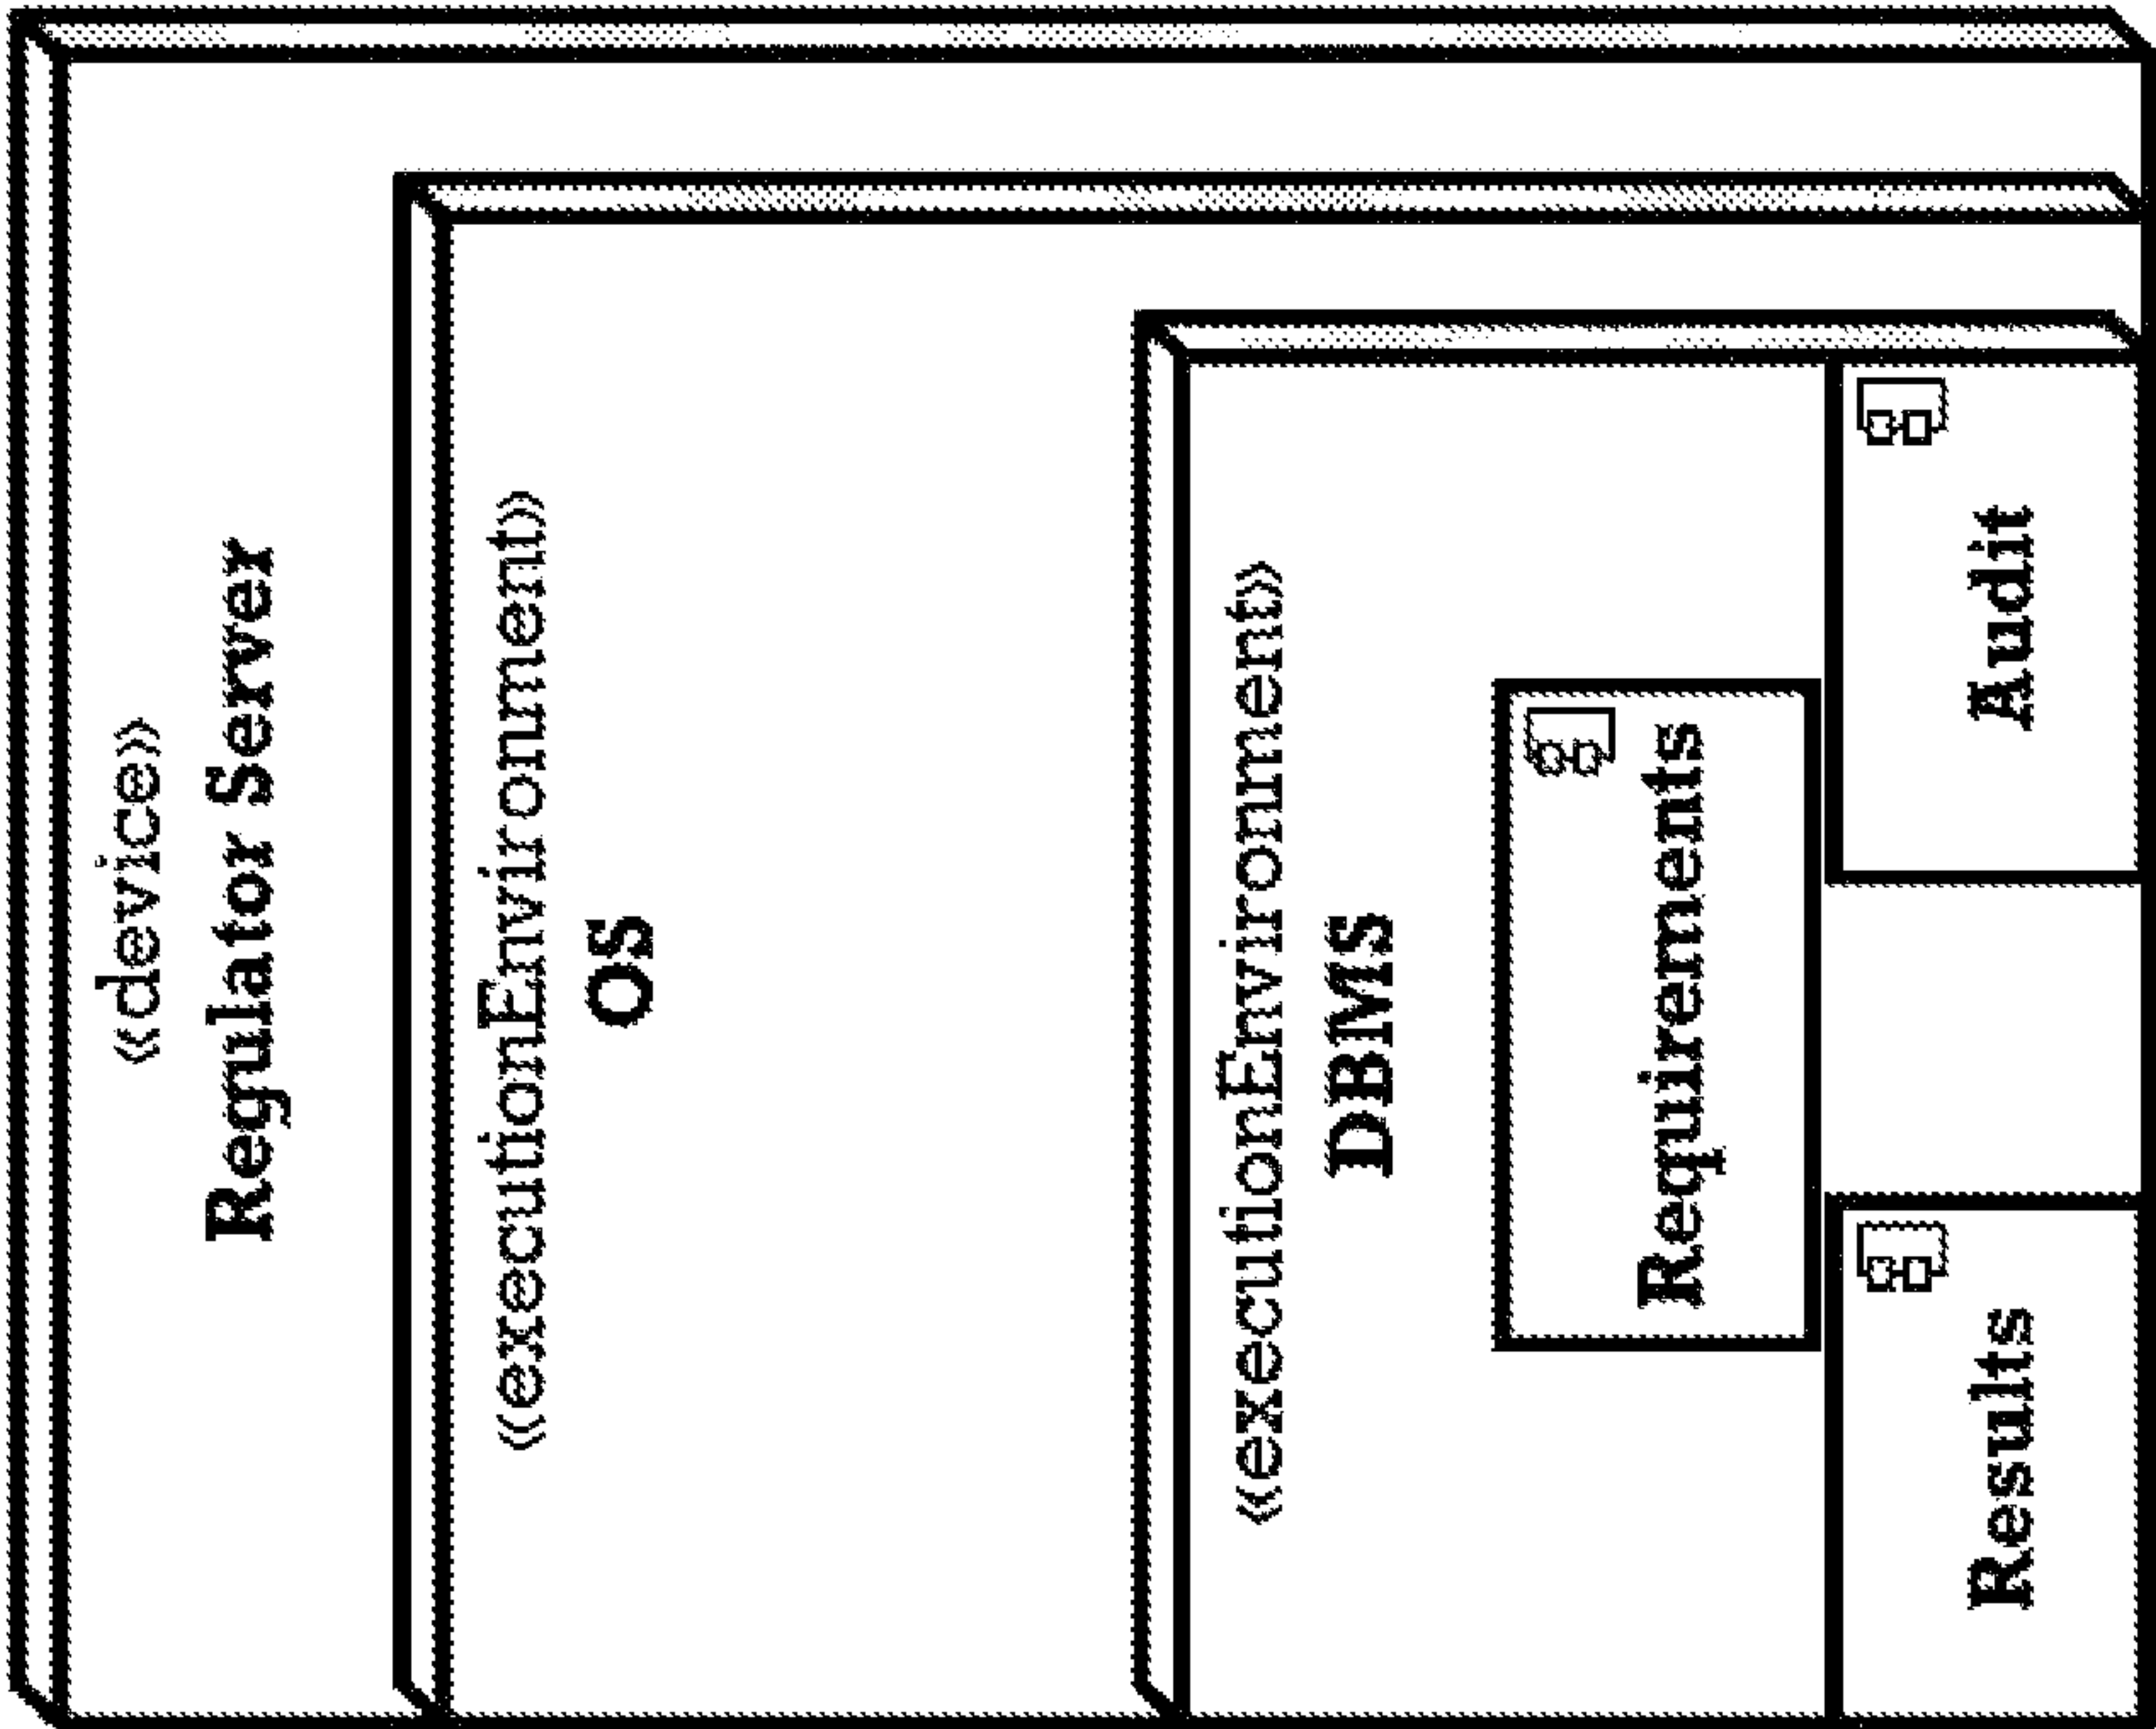 «device»
Regulator Server
«executionEnvironment»
OS
«executionEnvironment»
DBMS
Requirements
Results
Audit